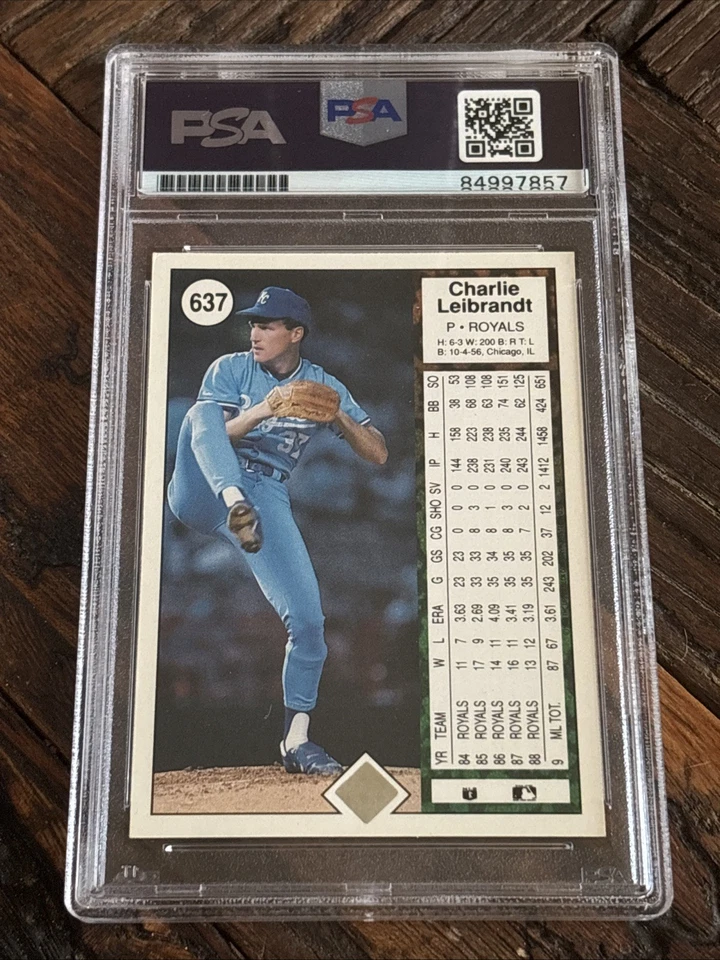 PSA
PSA
84997857
637
KC
37
Charlie
Leibrandt
P • ROYALS
H: 6-3 W: 200 B: R T: L
B: 10-4-56, Chicago, IL
YR TEAM W L ERA G GS CG SHO SV IP H BB SO
84 ROYALS 11 7 3.63 23 23 0 0 0 144 158 38 53
85 ROYALS 17 9 2.69 33 33 8 3 0 238 223 68 108
86 ROYALS 14 11 4.09 35 34 8 1 0 231 238 63 108
87 ROYALS 16 11 3.41 35 35 8 3 0 240 235 74 151
88 ROYALS 13 12 3.19 35 35 7 2 0 243 244 62 125
9 ML TOT. 87 67 3.61 243 202 37 12 2 1412 1458 424 651